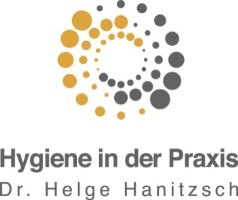 Hygiene in der Praxis
Dr. Helge Hanitzsch